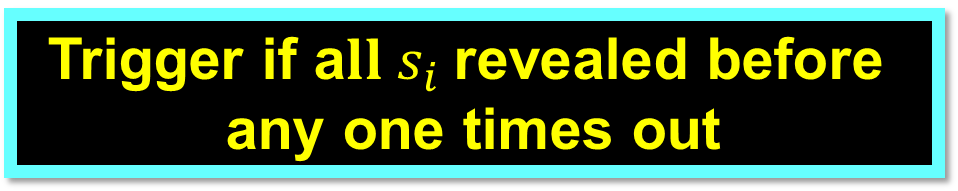 Trigger if all sᵢ revealed before
any one times out